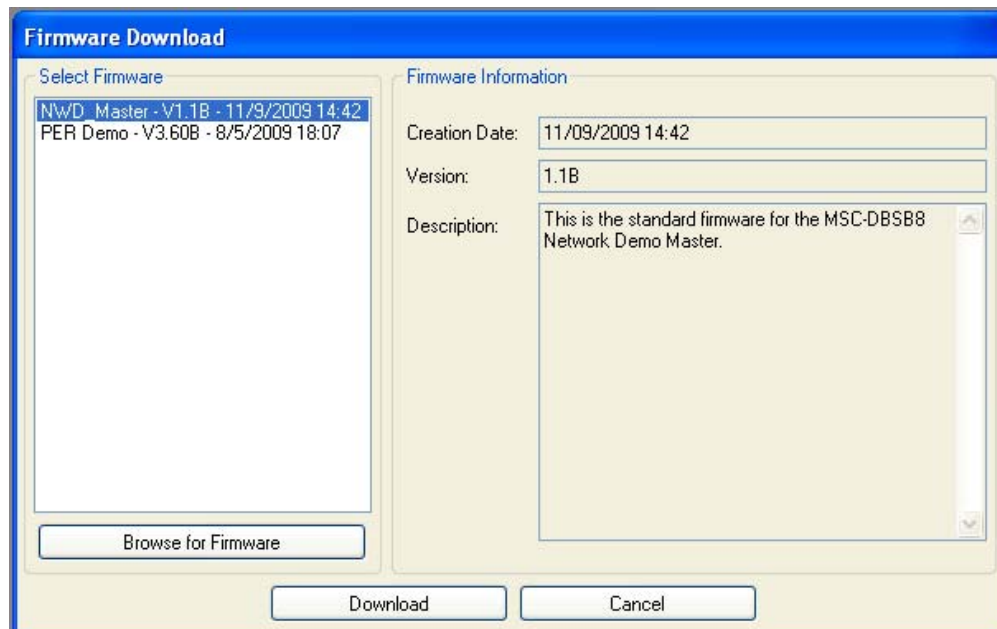 Firmware Download
Select Firmware
NWD_Master - V1.1B - 11/9/2009 14:42
PER Demo - V3.60B - 8/5/2009 18:07
Browse for Firmware
Firmware Information
Creation Date: 11/09/2009 14:42
Version: 1.1B
Description: This is the standard firmware for the MSC-DBSB8
Network Demo Master.
Download
Cancel